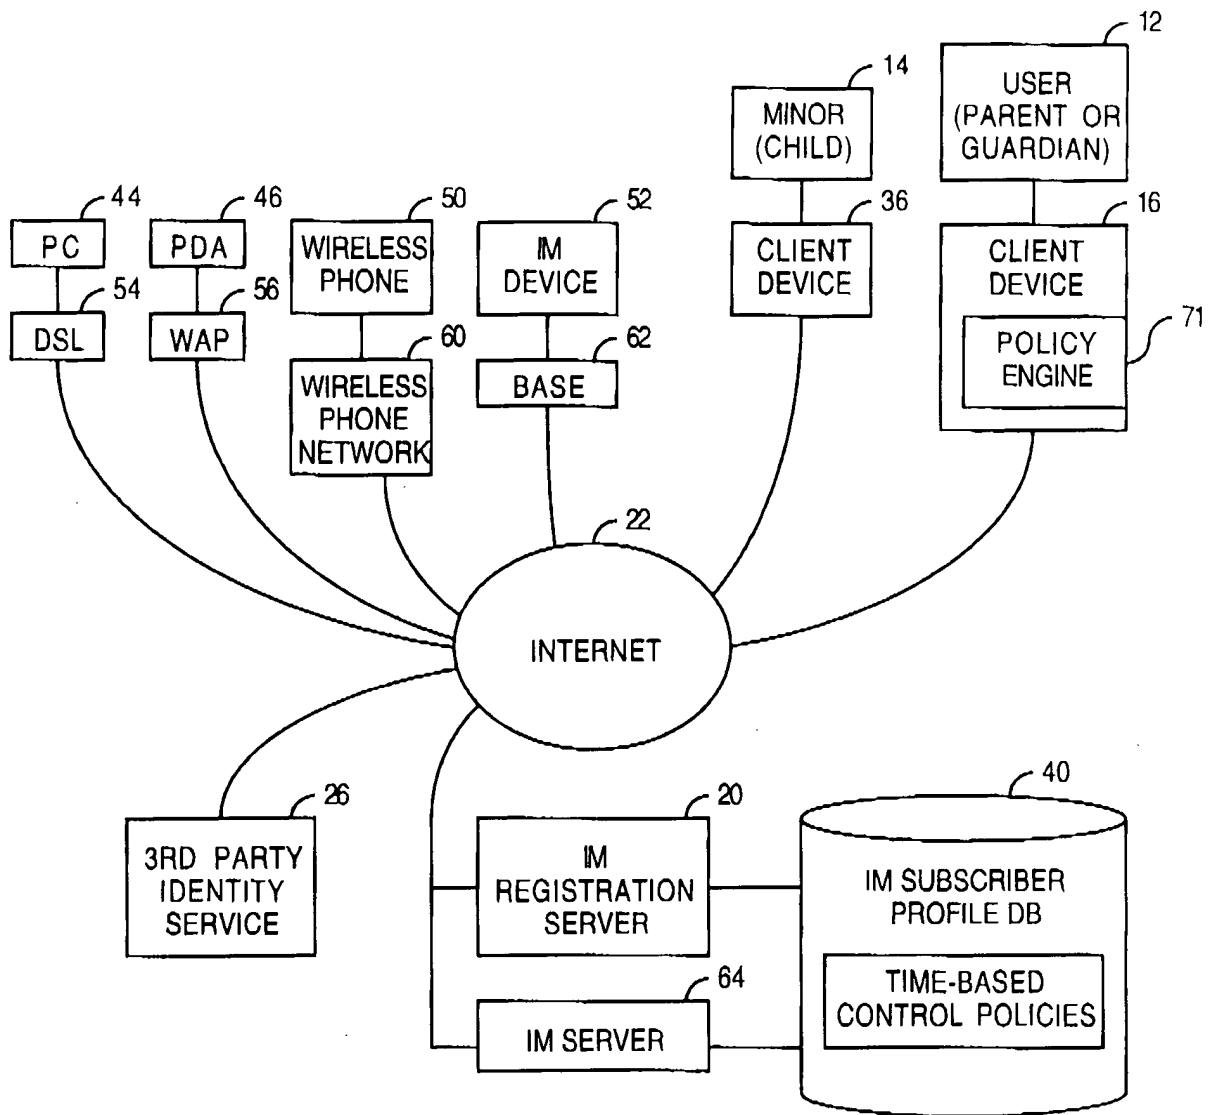 12
USER
(PARENT OR
GUARDIAN)
14
MINOR
(CHILD)
44
PC
46
PDA
50
WIRELESS
PHONE
52
IM
DEVICE
36
CLIENT
DEVICE
16
CLIENT
DEVICE
71
POLICY
ENGINE
54
DSL
56
WAP
60
WIRELESS
PHONE
NETWORK
62
BASE
22
INTERNET
26
3RD PARTY
IDENTITY
SERVICE
20
IM
REGISTRATION
SERVER
40
IM SUBSCRIBER
PROFILE DB
TIME-BASED
CONTROL POLICIES
64
IM SERVER